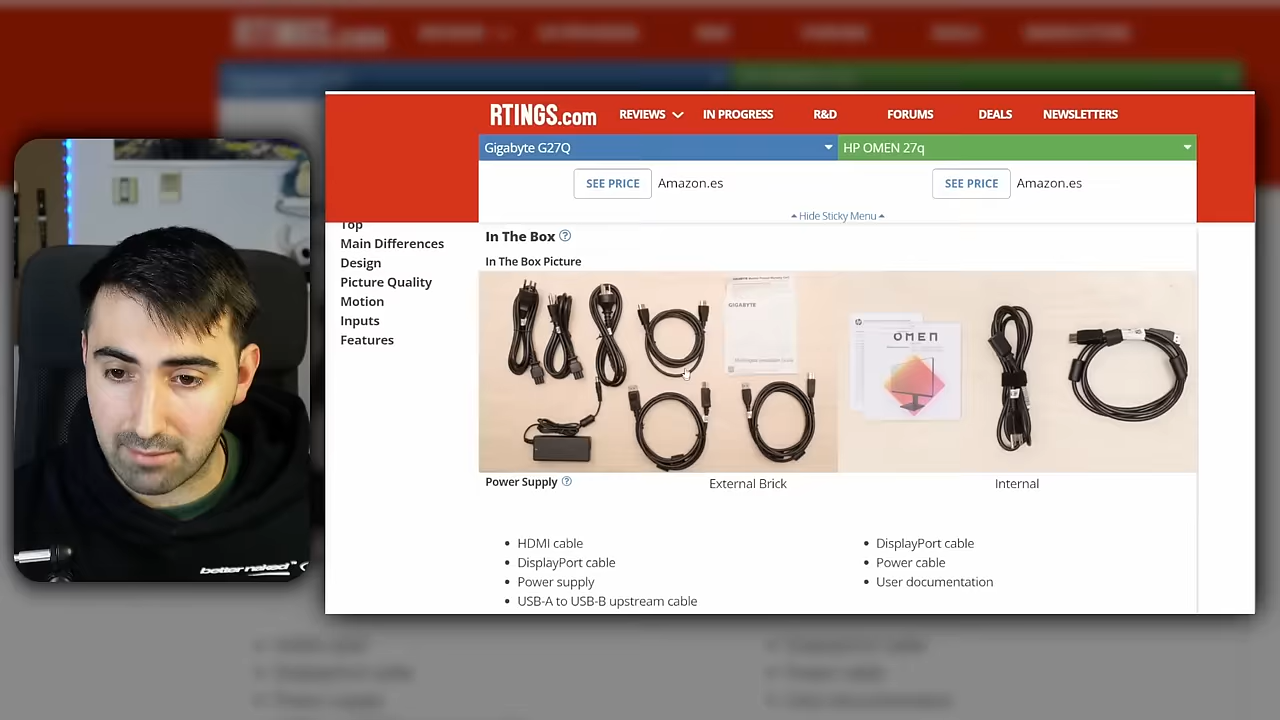 RTINGS.com REVIEWS IN PROGRESS R&D FORUMS DEALS NEWSLETTERS
Gigabyte G27Q HP OMEN 27q
SEE PRICE Amazon.es SEE PRICE Amazon.es
Hide Sticky Menu
Top
Main Differences
Design
Picture Quality
Motion
Inputs
Features
In The Box
In The Box Picture
GIGABYTE
OMEN
Power Supply External Brick Internal
HDMI cable
DisplayPort cable
Power supply
USB-A to USB-B upstream cable
DisplayPort cable
Power cable
User documentation
better naked™